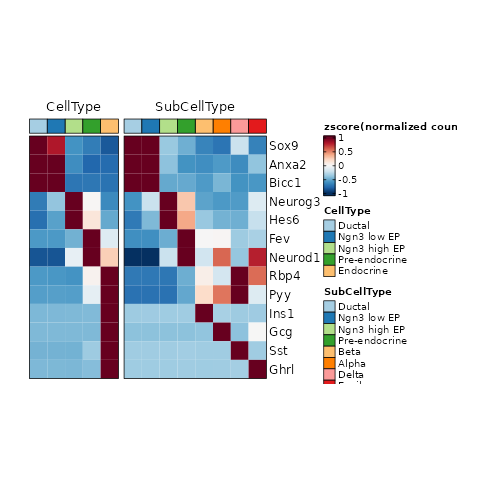 CellType SubCellType
Sox9
Anxa2
Bicc1
Neurog3
Hes6
Fev
Neurod1
Rbp4
Pyy
Ins1
Gcg
Sst
Ghrl
zscore(normalized coun
1
0.5
0
-0.5
-1
CellType
Ductal
Ngn3 low EP
Ngn3 high EP
Pre-endocrine
Endocrine
SubCellType
Ductal
Ngn3 low EP
Ngn3 high EP
Pre-endocrine
Beta
Alpha
Delta